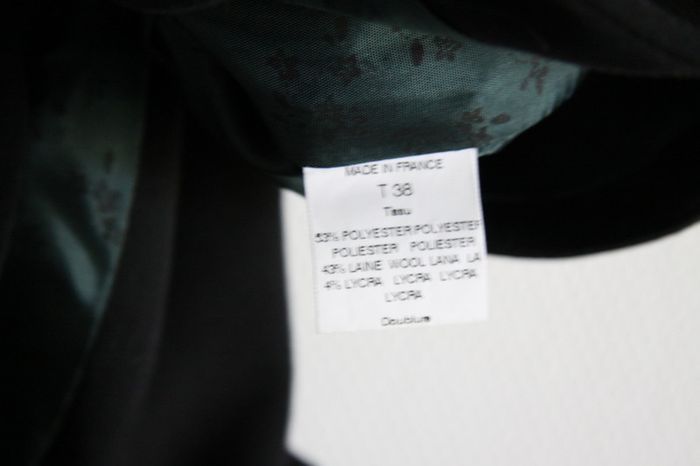 MADE IN FRANCE
T 38
Tissu
53% POLYESTER POLYESTER
POLIESTER POLIESTER
43% LAINE WOOL LANA LA
4% LYCRA LYCRA LYCRA
LYCRA
Doublure